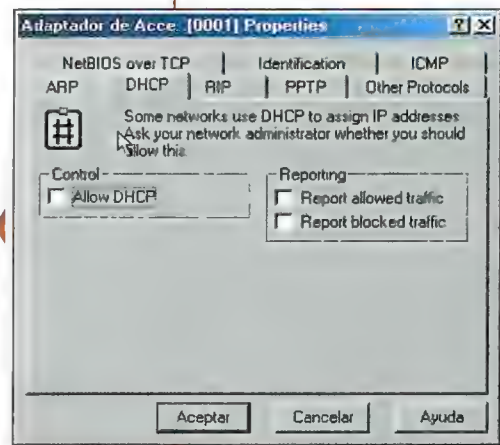 Adaptador de Acce [0001] Properties
NetBIOS over TCP
Identification
ICMP
ARP
DHCP
RIP
PPTP
Other Protocols
Some networks use DHCP to assign IP addresses
Ask your network administrator whether you should
allow this
Control
Allow DHCP
Reporting
Report allowed traffic
Report blocked traffic
Aceptar
Cancelar
Ayuda